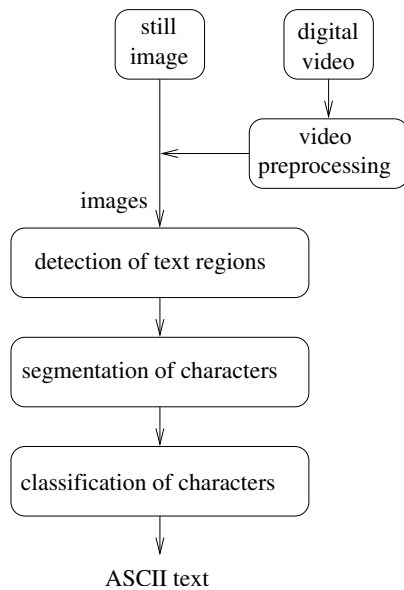 still
image
digital
video
video
preprocessing
images
detection of text regions
segmentation of characters
classification of characters
ASCII text